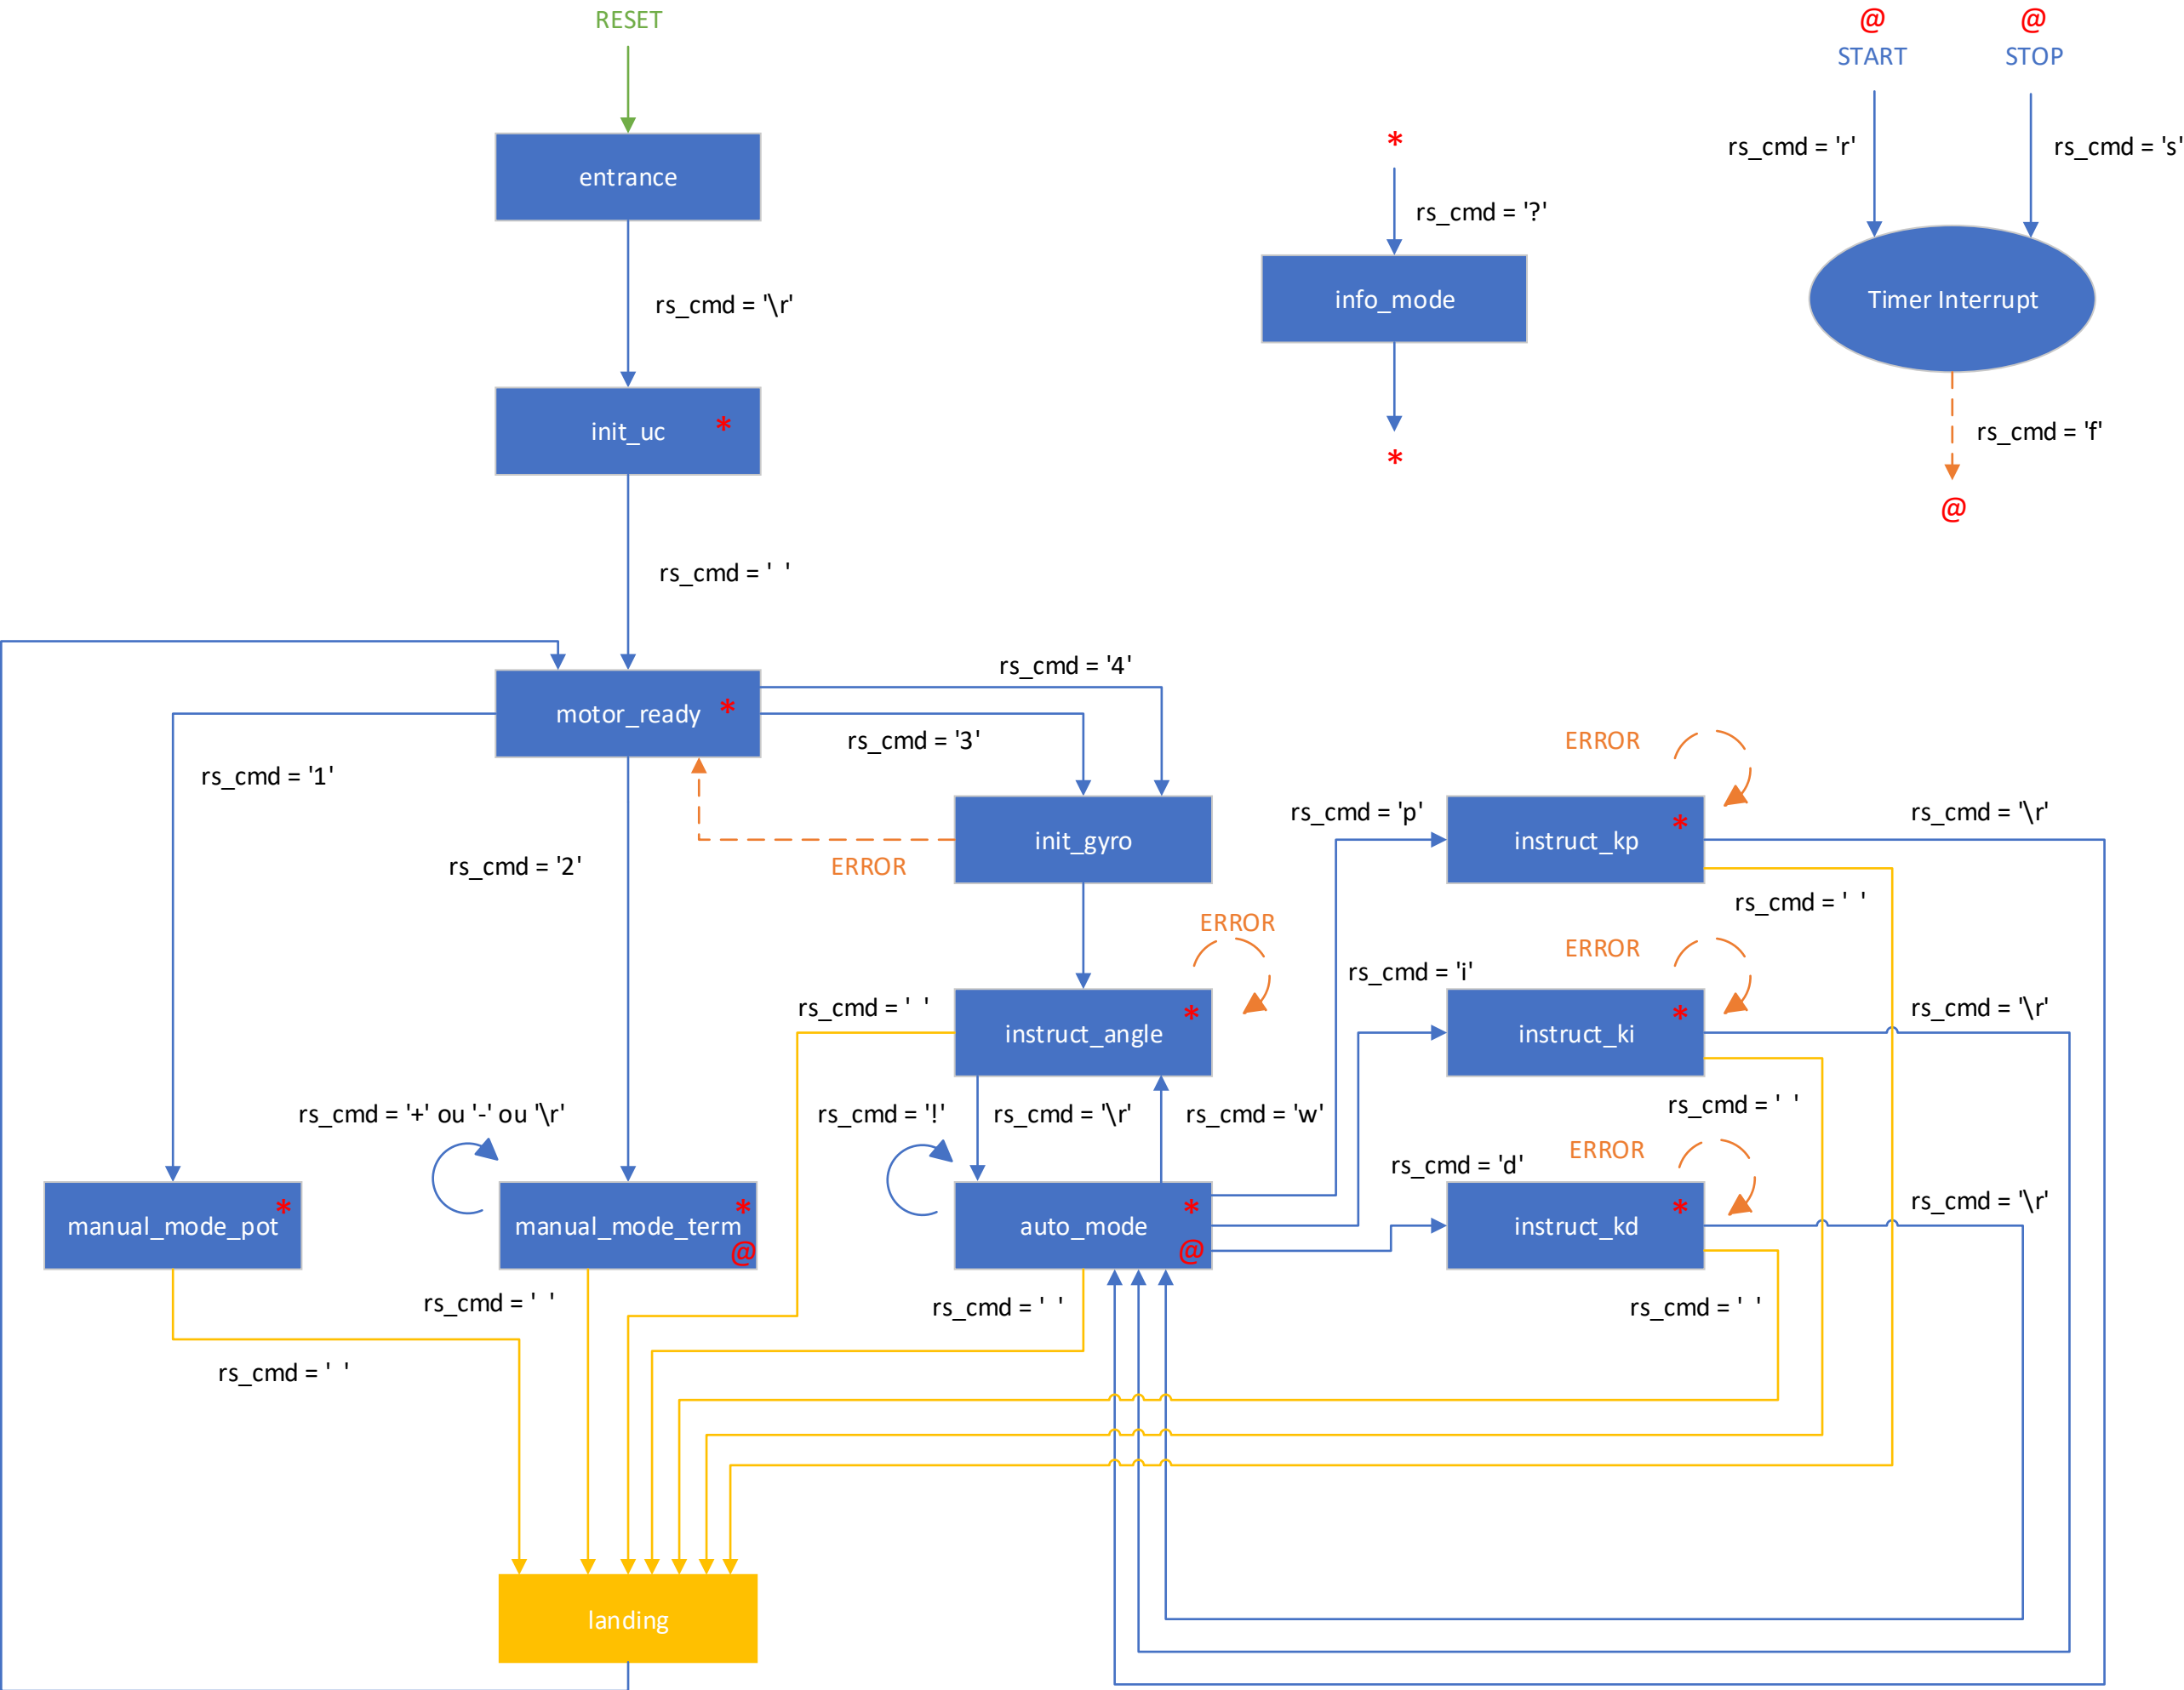 RESET
@
START
@
STOP
entrance
*
rs_cmd = '?'
info_mode
*
rs_cmd = 'r'
rs_cmd = 's'
Timer Interrupt
rs_cmd = 'f'
@
rs_cmd = '\r'
init_uc *
rs_cmd = ' '
motor_ready *
rs_cmd = '4'
rs_cmd = '3'
rs_cmd = '1'
rs_cmd = '2'
init_gyro
ERROR
ERROR
rs_cmd = 'p'
instruct_kp *
rs_cmd = '\r'
rs_cmd = ' '
ERROR
instruct_angle *
rs_cmd = ' '
ERROR
rs_cmd = 'i'
instruct_ki *
rs_cmd = '\r'
rs_cmd = ' '
rs_cmd = '+' ou '-' ou '\r'
rs_cmd = '!'
rs_cmd = '\r'
rs_cmd = 'w'
ERROR
rs_cmd = 'd'
instruct_kd *
rs_cmd = '\r'
manual_mode_pot *
manual_mode_term *
@
auto_mode *
@
rs_cmd = ' '
rs_cmd = ' '
rs_cmd = ' '
rs_cmd = ' '
landing